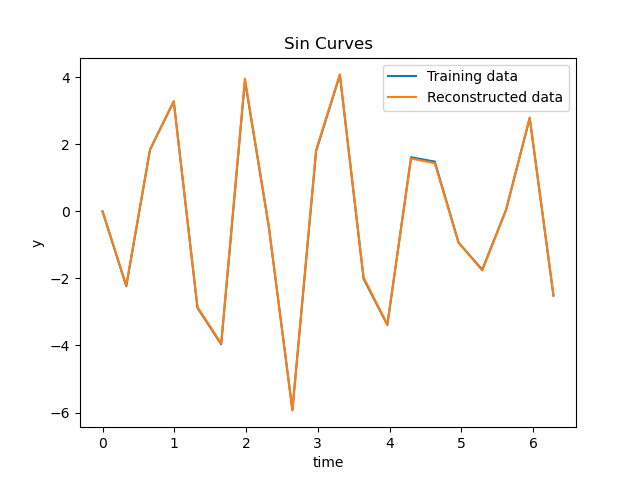 Sin Curves
Training data
Reconstructed data
4
2
0
−2
−4
−6
y
0 1 2 3 4 5 6
time